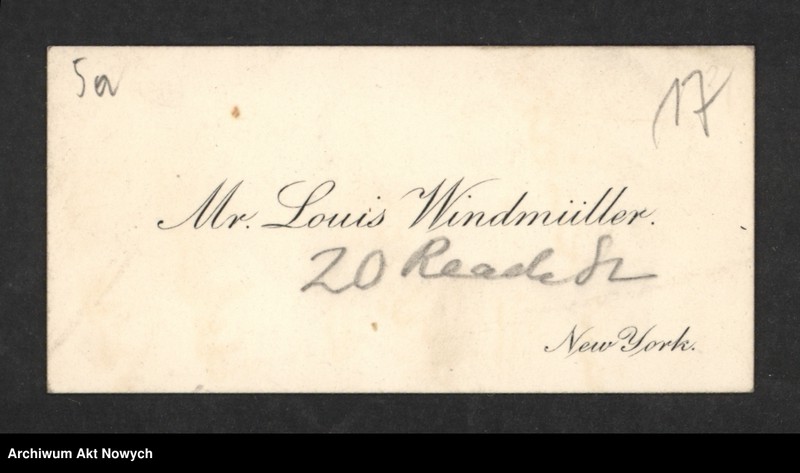 5a
17
Mr. Louis Windmüller.
20 Reade St
New York.
Archiwum Akt Nowych